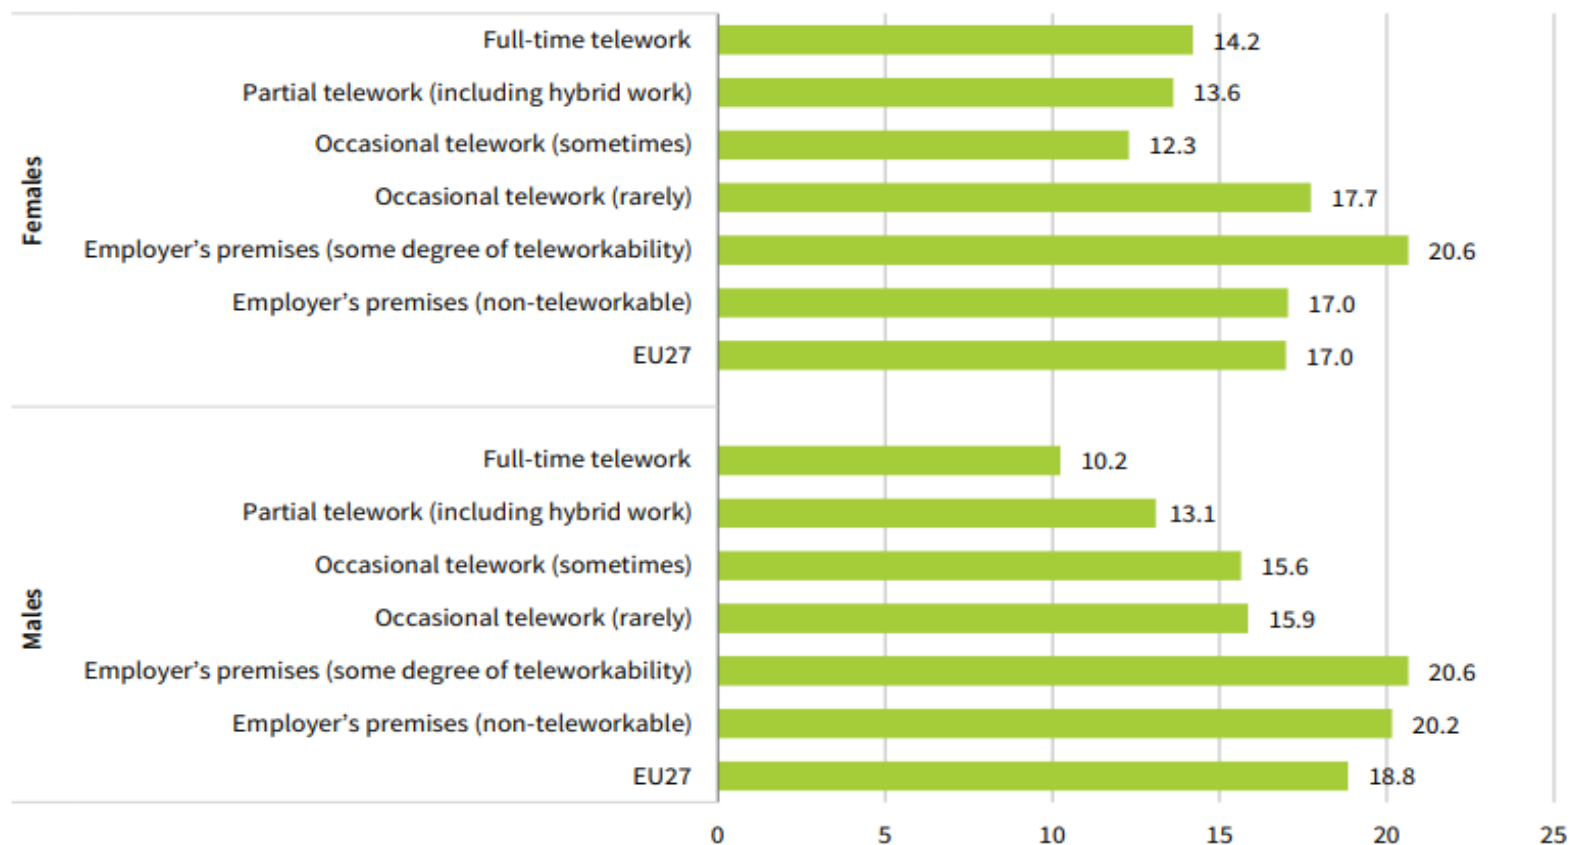 Females
Full-time telework 14.2
Partial telework (including hybrid work) 13.6
Occasional telework (sometimes) 12.3
Occasional telework (rarely) 17.7
Employer’s premises (some degree of teleworkability) 20.6
Employer’s premises (non-teleworkable) 17.0
EU27 17.0
Males
Full-time telework 10.2
Partial telework (including hybrid work) 13.1
Occasional telework (sometimes) 15.6
Occasional telework (rarely) 15.9
Employer’s premises (some degree of teleworkability) 20.6
Employer’s premises (non-teleworkable) 20.2
EU27 18.8
0 5 10 15 20 25